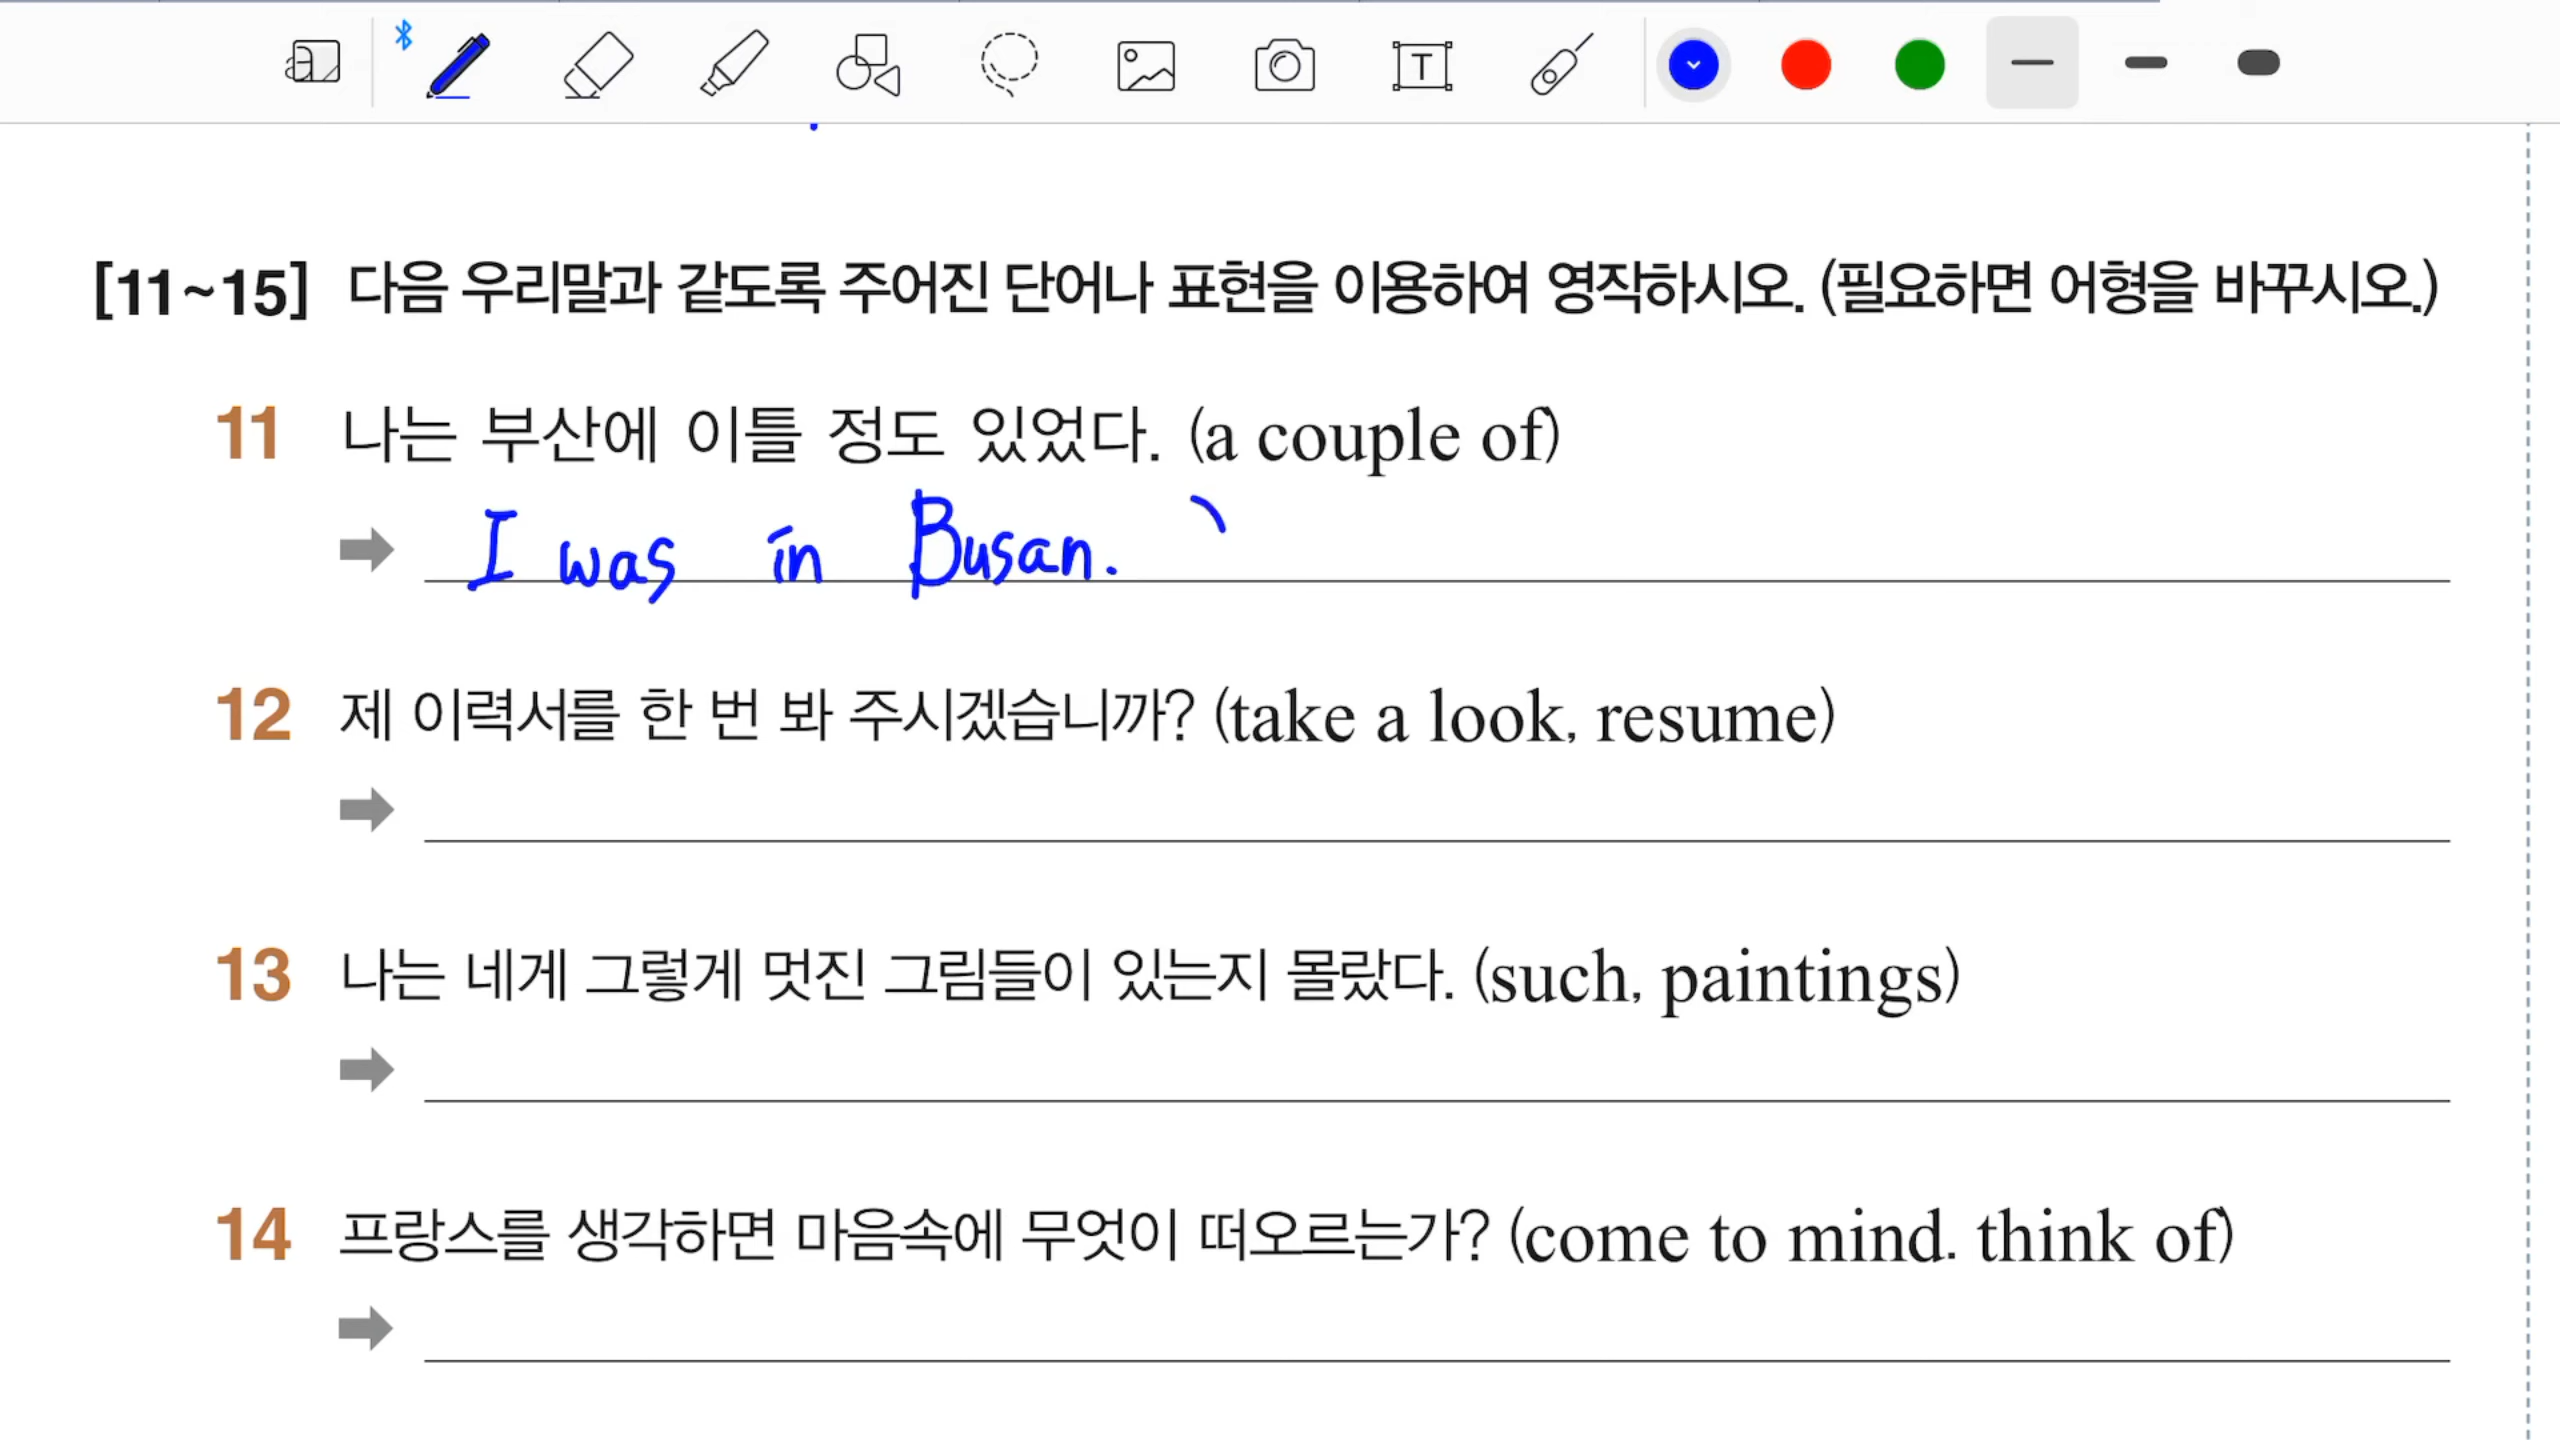 [11~15] 다음 우리말과 같도록 주어진 단어나 표현을 이용하여 영작하시오. (필요하면 어형을 바꾸시오.)
11 나는 부산에 이틀 정도 있었다. (a couple of)
I was in Busan.
12 제 이력서를 한 번 봐 주시겠습니까? (take a look, resume)
13 나는 네게 그렇게 멋진 그림들이 있는지 몰랐다. (such, paintings)
14 프랑스를 생각하면 마음속에 무엇이 떠오르는가? (come to mind. think of)